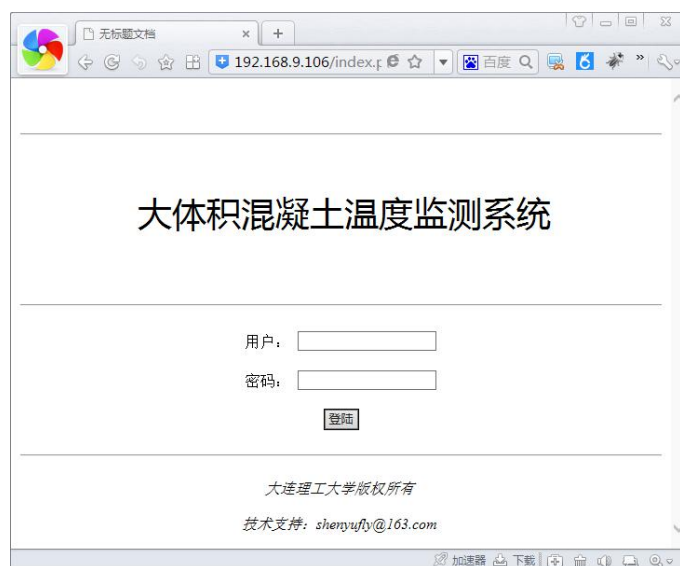 无标题文档
192.168.9.106/index.p
百度
大体积混凝土温度监测系统
用户：
密码：
登陆
大连理工大学版权所有
技术支持：shenyufly@163.com
加速器 下载